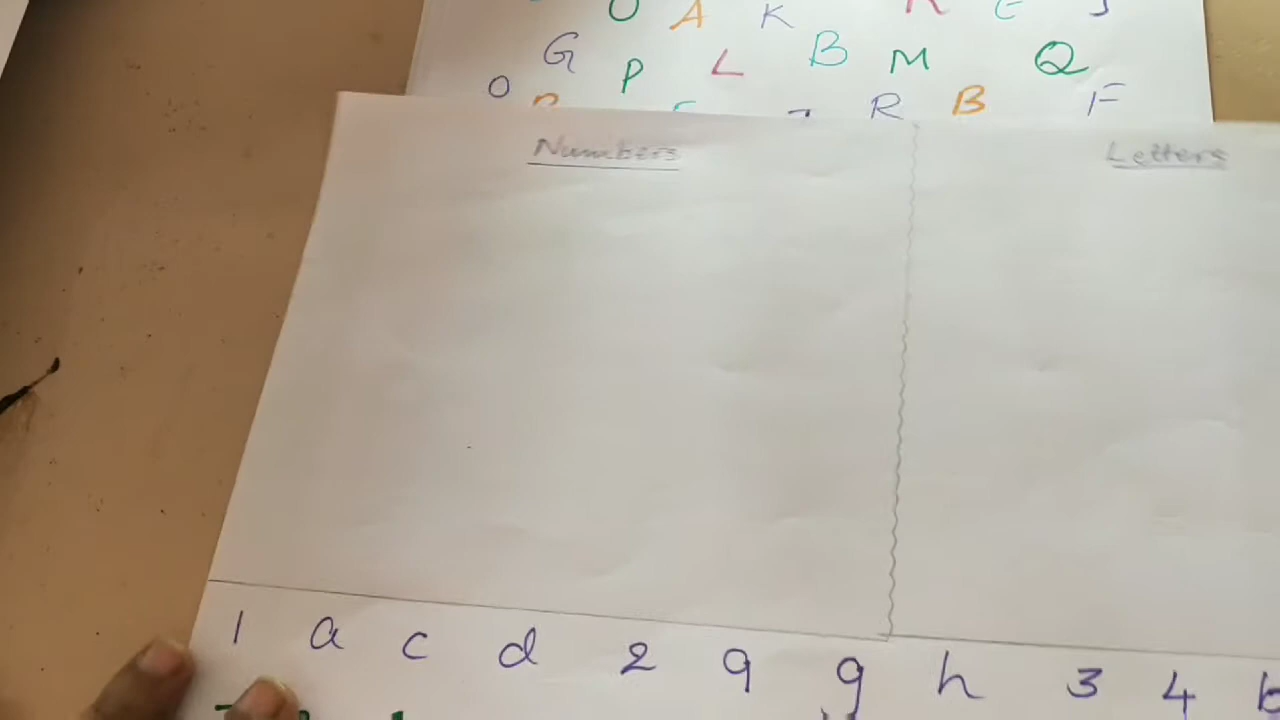 U A K
G P L B M Q
O R B F
Numbers Letters
1 a c d 2 9 g h 3 4 b